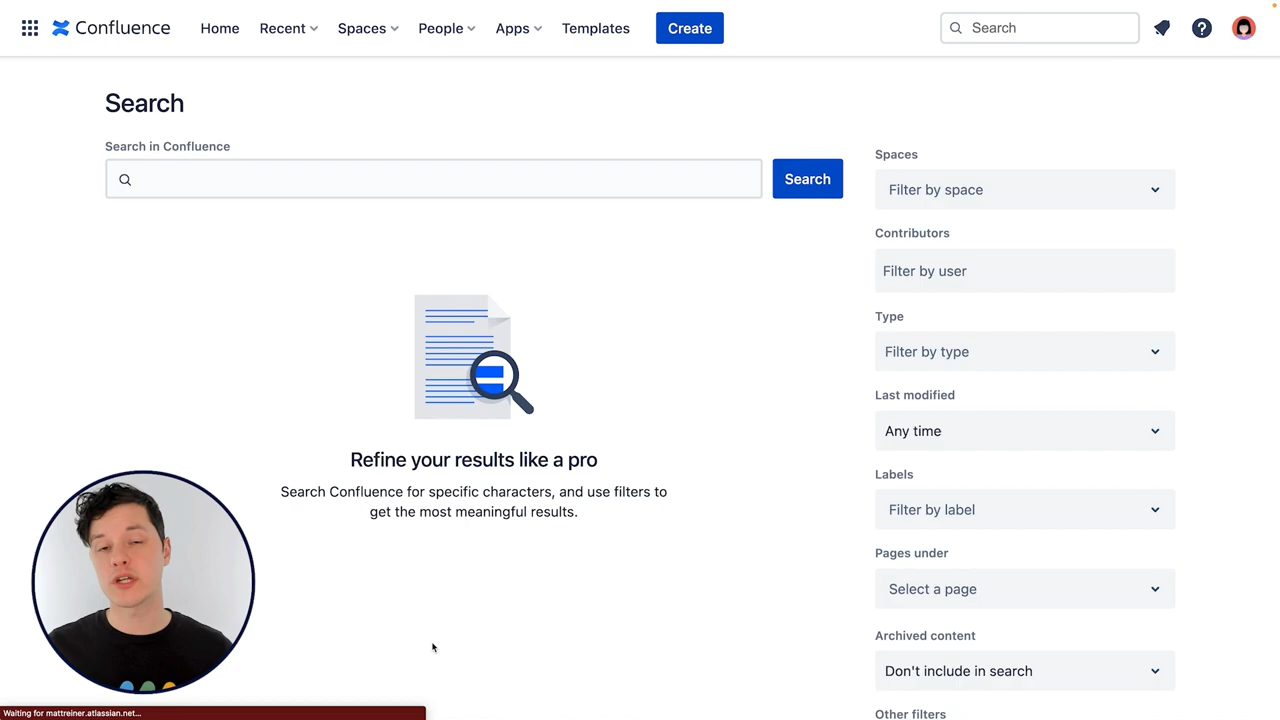 Confluence
Home
Recent
Spaces
People
Apps
Templates
Create
Search
Search
Search in Confluence
Search
Spaces
Filter by space
Contributors
Filter by user
Type
Filter by type
Last modified
Any time
Labels
Filter by label
Pages under
Select a page
Archived content
Don't include in search
Other filters
Refine your results like a pro
Search Confluence for specific characters, and use filters to
get the most meaningful results.
Waiting for mattreiner.atlassian.net...